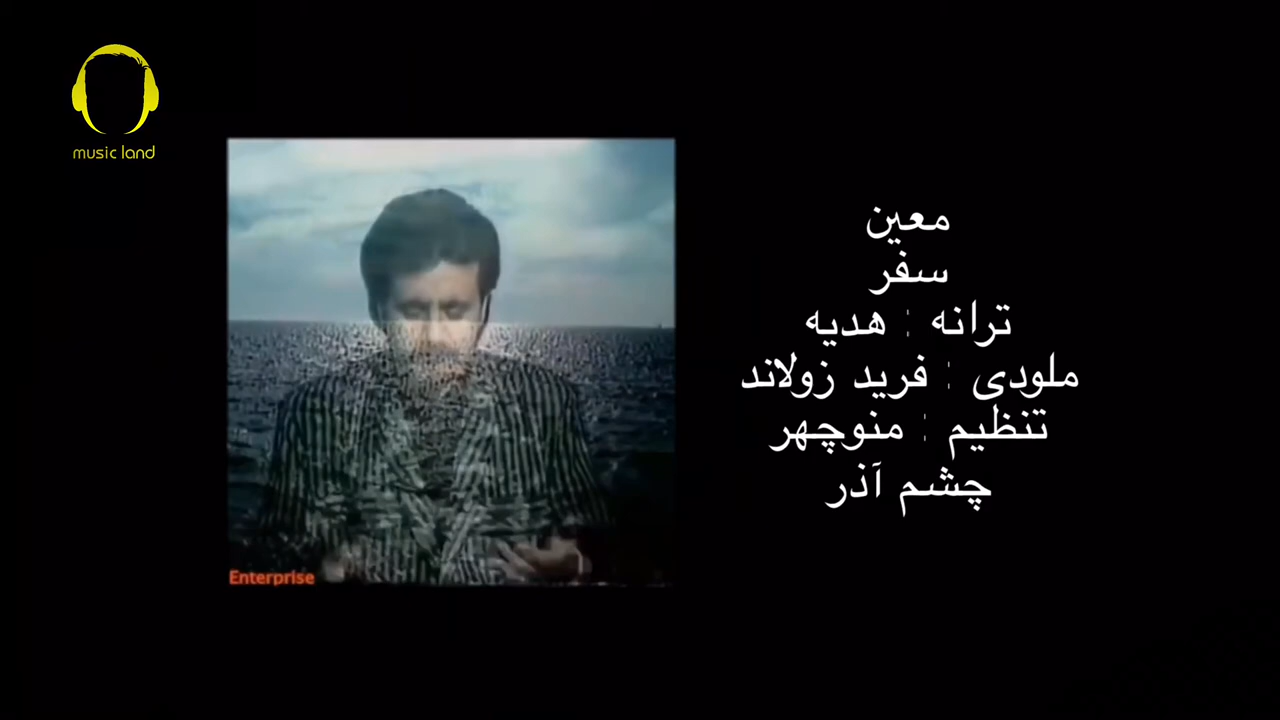 music land
معین
سفر
ترانه : هدیه
ملودی : فرید زولاند
تنظیم : منوچهر
چشم آذر
Enterprise